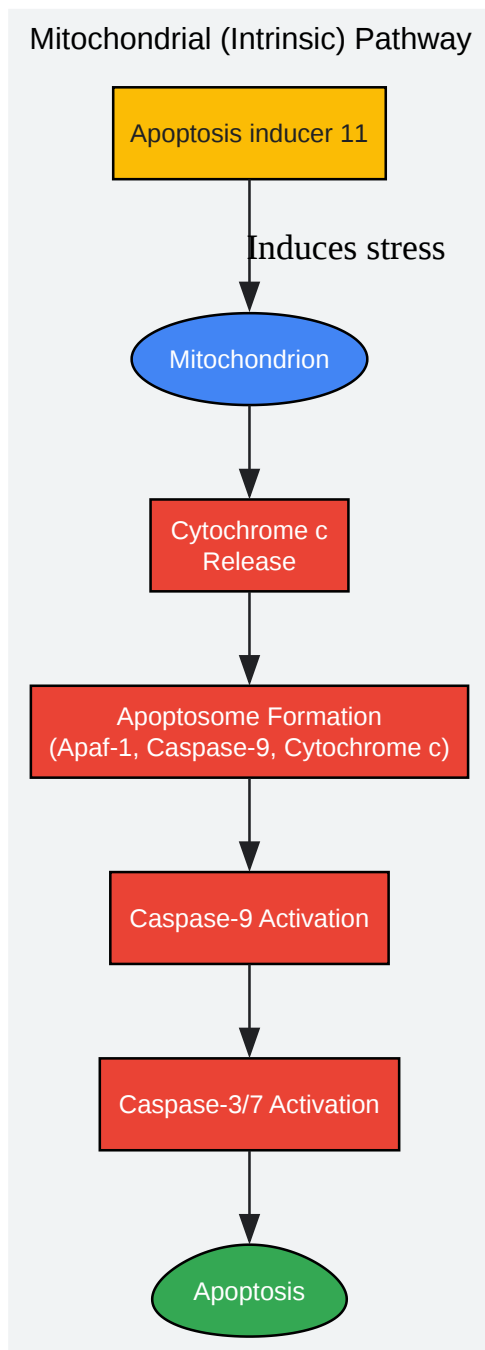 Mitochondrial (Intrinsic) Pathway
Apoptosis inducer 11
Induces stress
Mitochondrion
Cytochrome c
Release
Apoptosome Formation
(Apaf-1, Caspase-9, Cytochrome c)
Caspase-9 Activation
Caspase-3/7 Activation
Apoptosis